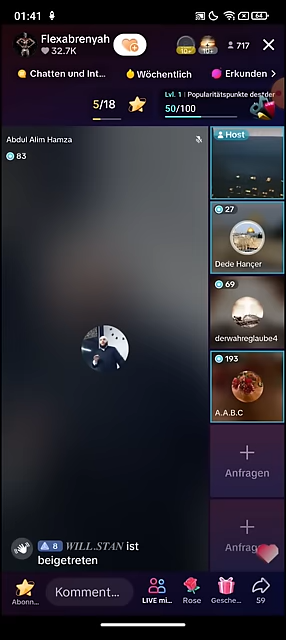 01:41
64
Flexabrenyah
32.7K
717
Chatten und Int...
Wöchentlich
Erkunden
5/18
Lvl. 1
Popularitätspunkte des
50/100
Abdul Alim Hamza
83
Host
27
Dede Hançer
69
derwahreglaube4
193
A.A.B.C
Anfragen
8 WILL.STAN ist
beigetreten
Abonn...
Komment...
LIVE mi...
Rose
Gesche...
59